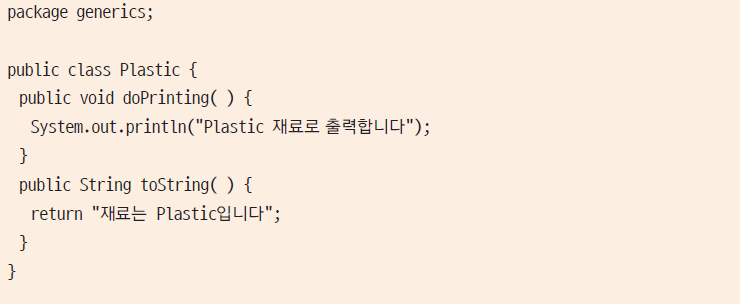 package generics;

public class Plastic {
 public void doPrinting( ) {
  System.out.println("Plastic 재료로 출력합니다");
 }
 public String toString( ) {
  return "재료는 Plastic입니다";
 }
}